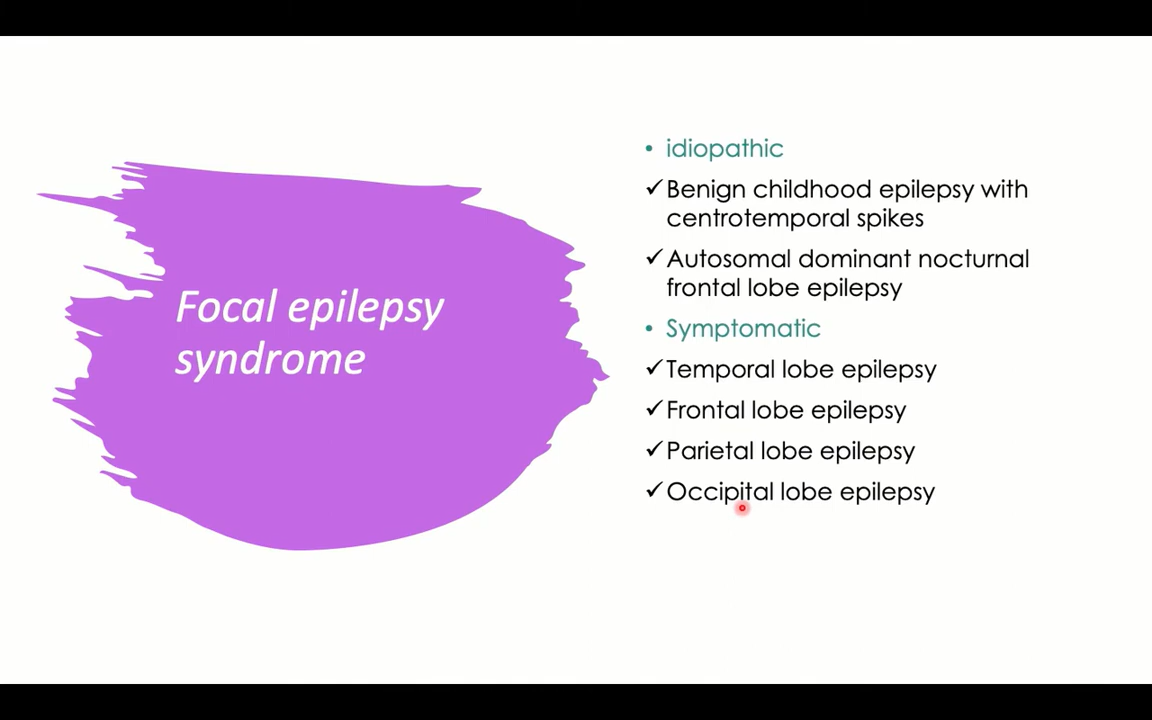 Focal epilepsy
syndrome
• idiopathic
✓Benign childhood epilepsy with
centrotemporal spikes
✓Autosomal dominant nocturnal
frontal lobe epilepsy
• Symptomatic
✓Temporal lobe epilepsy
✓Frontal lobe epilepsy
✓Parietal lobe epilepsy
✓Occipital lobe epilepsy